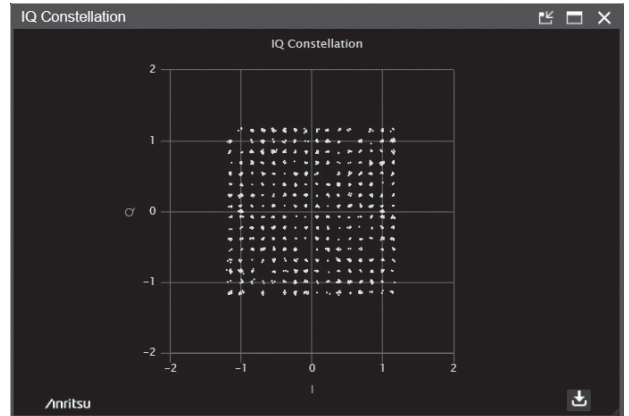 IQ Constellation
IQ Constellation
2
1
Q
0
-1
-2
-2 -1 0 1 2
I
Anritsu